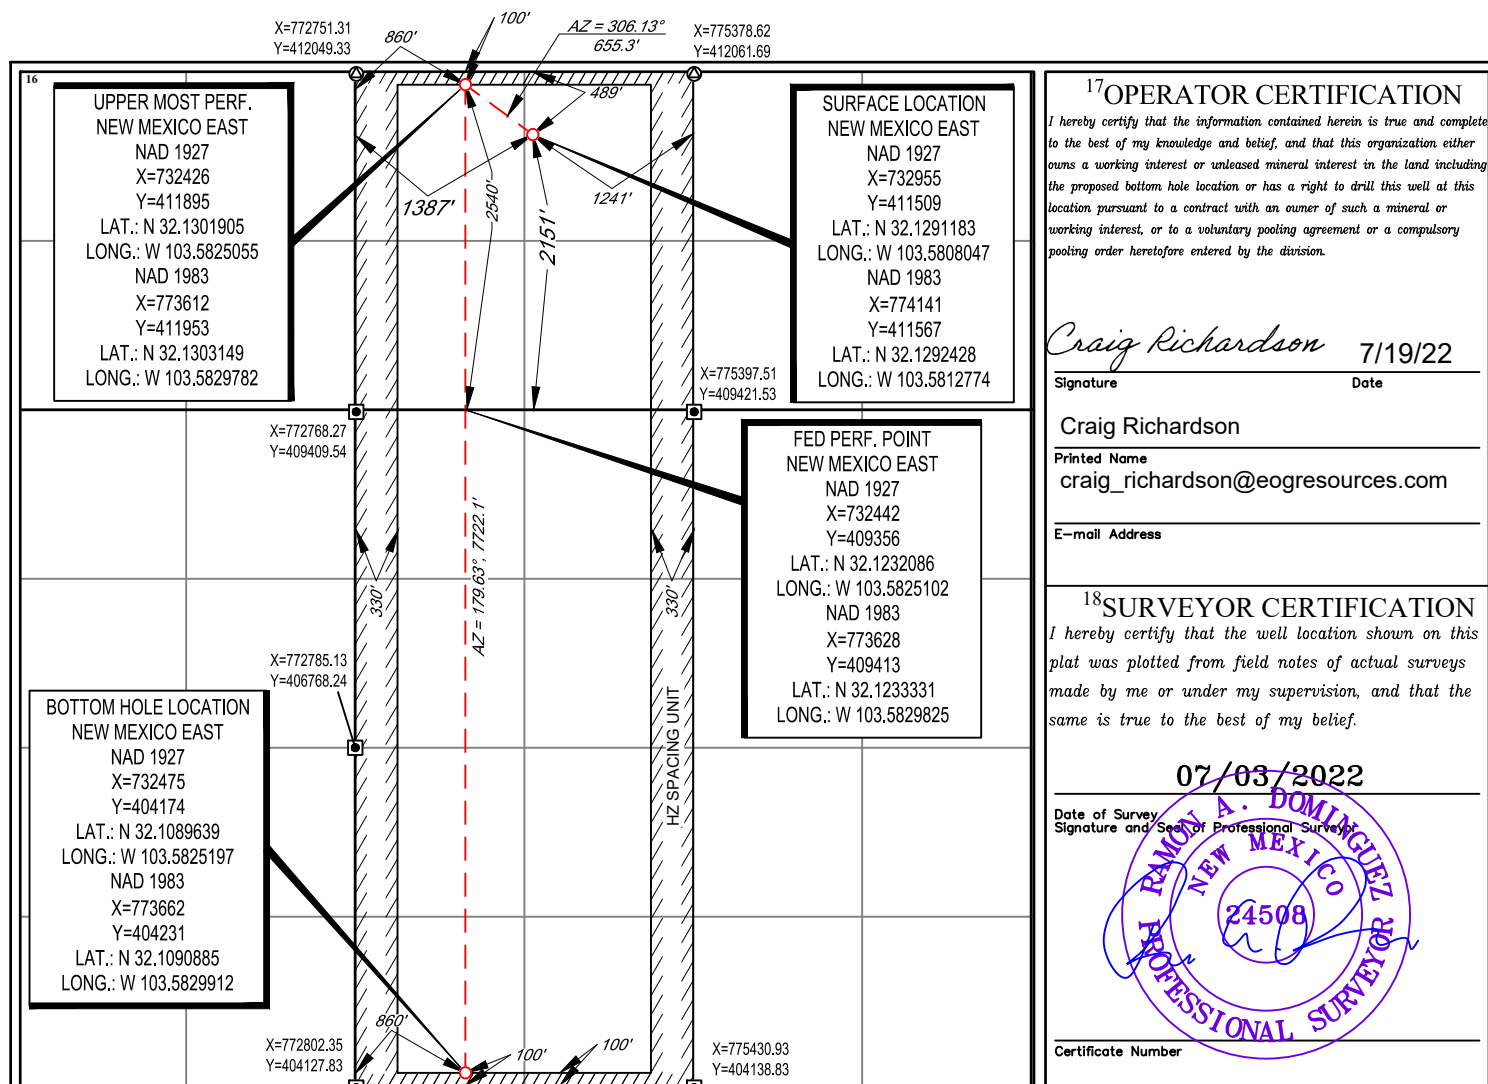 X=772751.31
Y=412049.33
860'
100'
AZ = 306.13°
655.3'
X=775378.62
Y=412061.69
16
UPPER MOST PERF.
NEW MEXICO EAST
NAD 1927
X=732426
Y=411895
LAT.: N 32.1301905
LONG.: W 103.5825055
NAD 1983
X=773612
Y=411953
LAT.: N 32.1303149
LONG.: W 103.5829782
489'
1387'
2540'
2151'
1241'
SURFACE LOCATION
NEW MEXICO EAST
NAD 1927
X=732955
Y=411509
LAT.: N 32.1291183
LONG.: W 103.5808047
NAD 1983
X=774141
Y=411567
LAT.: N 32.1292428
LONG.: W 103.5812774
X=775397.51
Y=409421.53
X=772768.27
Y=409409.54
FED PERF. POINT
NEW MEXICO EAST
NAD 1927
X=732442
Y=409356
LAT.: N 32.1232086
LONG.: W 103.5825102
NAD 1983
X=773628
Y=409413
LAT.: N 32.1233331
LONG.: W 103.5829825
330'
AZ = 179.63°, 7722.1'
330'
X=772785.13
Y=406768.24
HZ SPACING UNIT
BOTTOM HOLE LOCATION
NEW MEXICO EAST
NAD 1927
X=732475
Y=404174
LAT.: N 32.1089639
LONG.: W 103.5825197
NAD 1983
X=773662
Y=404231
LAT.: N 32.1090885
LONG.: W 103.5829912
860'
100'
100'
X=772802.35
Y=404127.83
X=775430.93
Y=404138.83
17 OPERATOR CERTIFICATION
I hereby certify that the information contained herein is true and complete
to the best of my knowledge and belief, and that this organization either
owns a working interest or unleased mineral interest in the land including
the proposed bottom hole location or has a right to drill this well at this
location pursuant to a contract with an owner of such a mineral or
working interest, or to a voluntary pooling agreement or a compulsory
pooling order heretofore entered by the division.
Craig Richardson 7/19/22
Signature Date
Craig Richardson
Printed Name
craig_richardson@eogresources.com
E-mail Address
18 SURVEYOR CERTIFICATION
I hereby certify that the well location shown on this
plat was plotted from field notes of actual surveys
made by me or under my supervision, and that the
same is true to the best of my belief.
07/03/2022
Date of Survey
Signature and Seal of Professional Surveyor
RAMON A. DOMINGUEZ
NEW MEXICO
24508
PROFESSIONAL SURVEYOR
Certificate Number